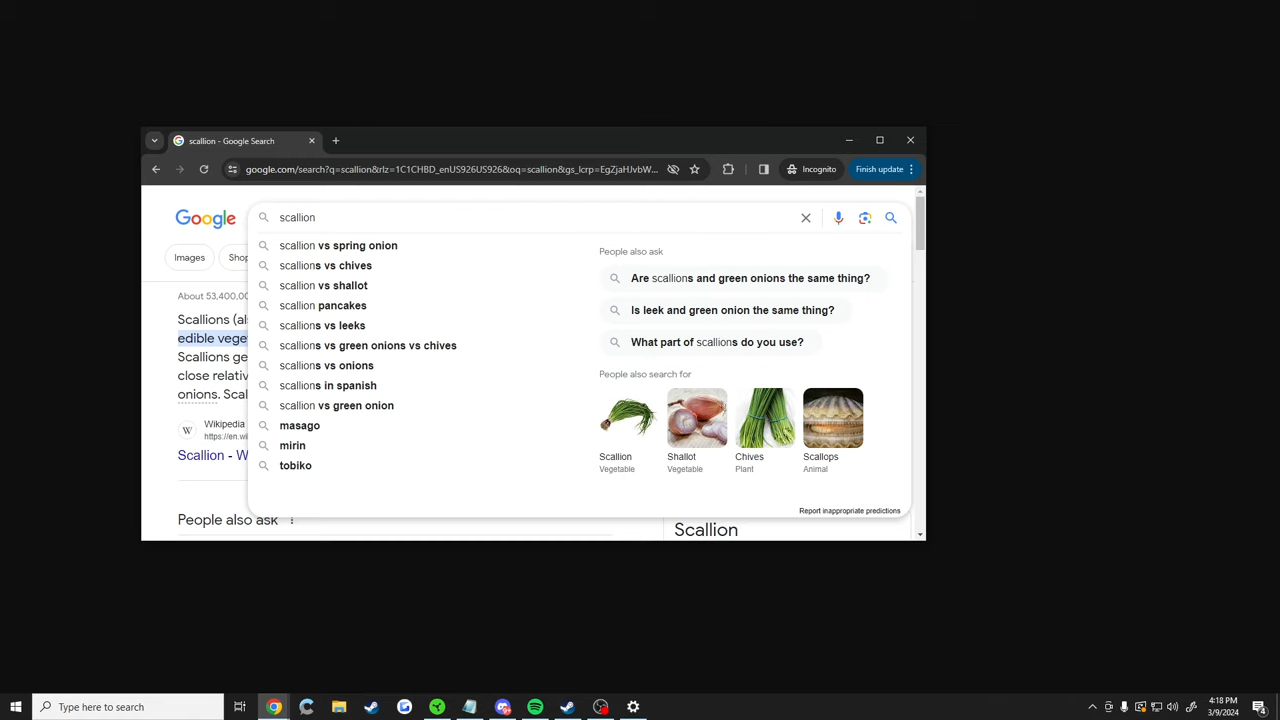 scallion - Google Search
google.com/search?q=scallion&rlz=1C1CHBD_enUS926US926&oq=scallion&gs_lcrp=EgZjaHJvbW...
Incognito
Finish update
Google
scallion
Images
Shop
About 53,400,00
Scallions (al
edible vege
Scallions ge
close relativ
onions. Scal
W
Wikipedia
https://en.wi
Scallion - W
People also ask
scallion vs spring onion
scallions vs chives
scallion vs shallot
scallion pancakes
scallions vs leeks
scallions vs green onions vs chives
scallions vs onions
scallions in spanish
scallion vs green onion
masago
mirin
tobiko
People also ask
Are scallions and green onions the same thing?
Is leek and green onion the same thing?
What part of scallions do you use?
People also search for
Scallion
Vegetable
Shallot
Vegetable
Chives
Plant
Scallops
Animal
Report inappropriate predictions
Scallion
Type here to search
4:18 PM
3/9/2024